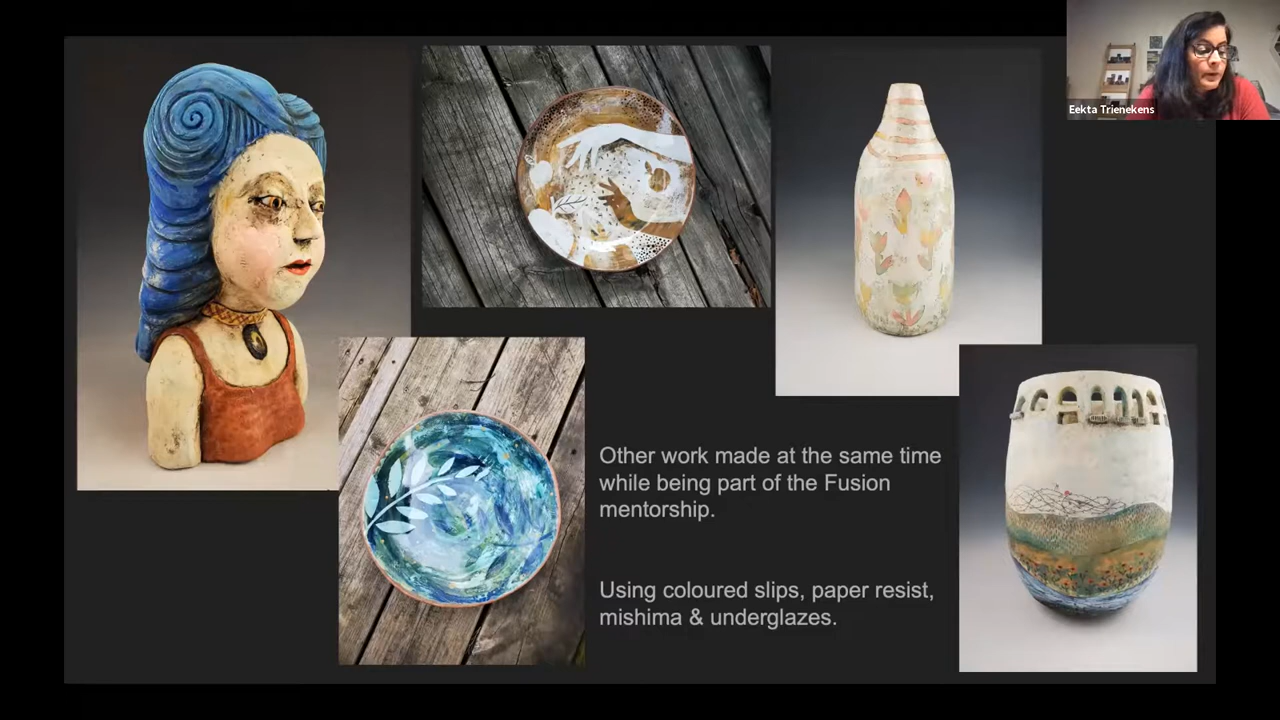 Eekta Trienekens
Other work made at the same time
while being part of the Fusion
mentorship.
Using coloured slips, paper resist,
mishima & underglazes.